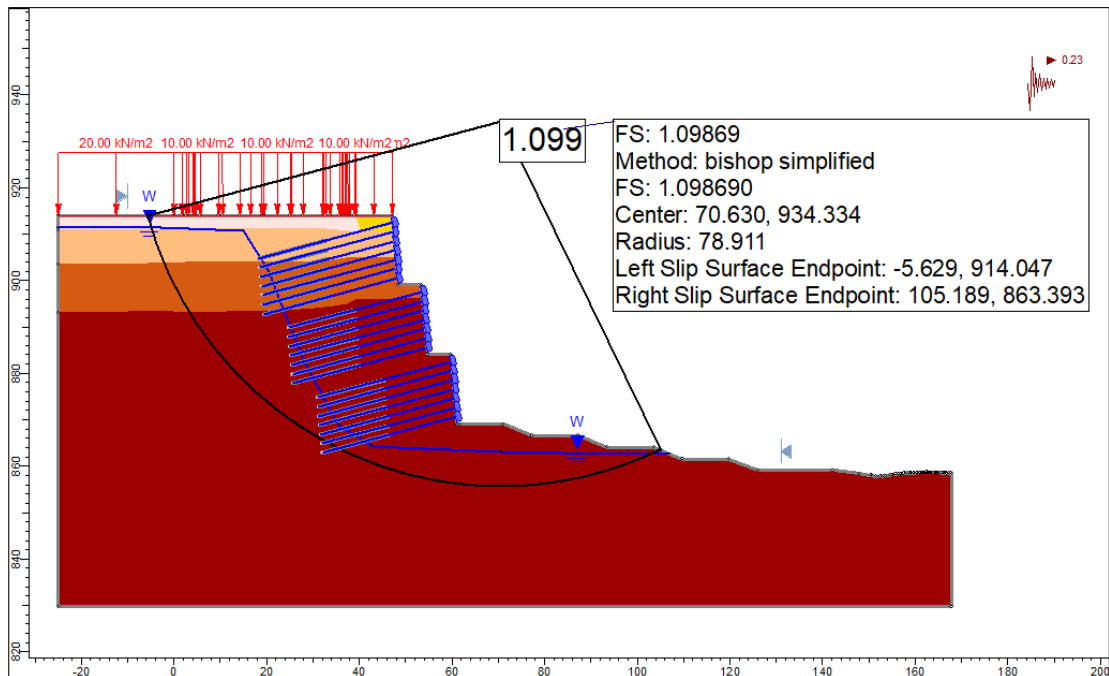 0.23
20.00 kN/m2 10.00 kN/m2 10.00 kN/m2 10.00 kN/m2
1.099
FS: 1.09869
Method: bishop simplified
FS: 1.098690
Center: 70.630, 934.334
Radius: 78.911
Left Slip Surface Endpoint: -5.629, 914.047
Right Slip Surface Endpoint: 105.189, 863.393
W
W
940
920
900
880
860
840
820
0 20 40 60 80 100 120 140 160 180 200